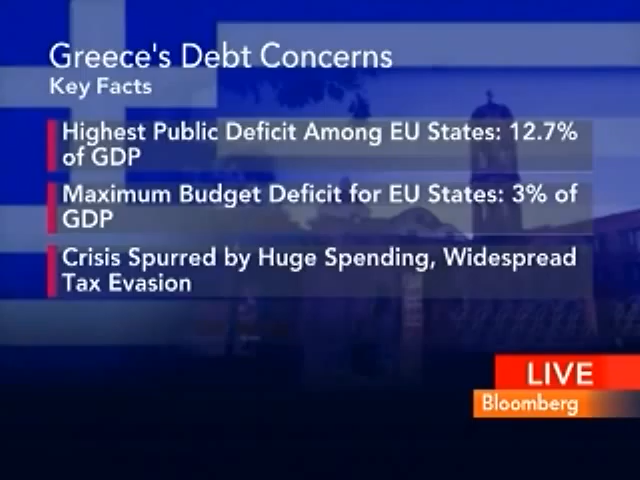 Greece's Debt Concerns
Key Facts
Highest Public Deficit Among EU States: 12.7%
of GDP
Maximum Budget Deficit for EU States: 3% of
GDP
Crisis Spurred by Huge Spending, Widespread
Tax Evasion
LIVE
Bloomberg